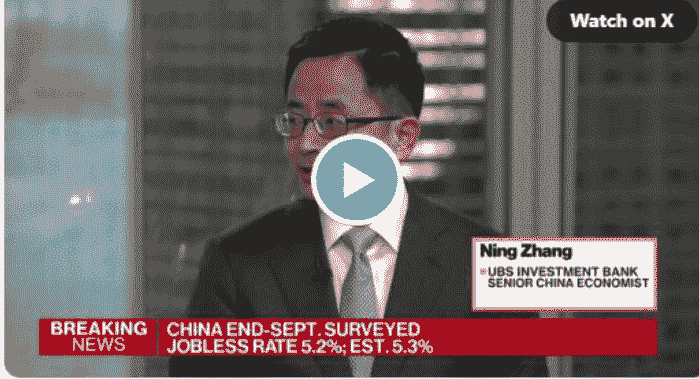 Watch on X
Ning Zhang
UBS INVESTMENT BANK
SENIOR CHINA ECONOMIST
BREAKING
NEWS
CHINA END-SEPT. SURVEYED
JOBLESS RATE 5.2%; EST. 5.3%